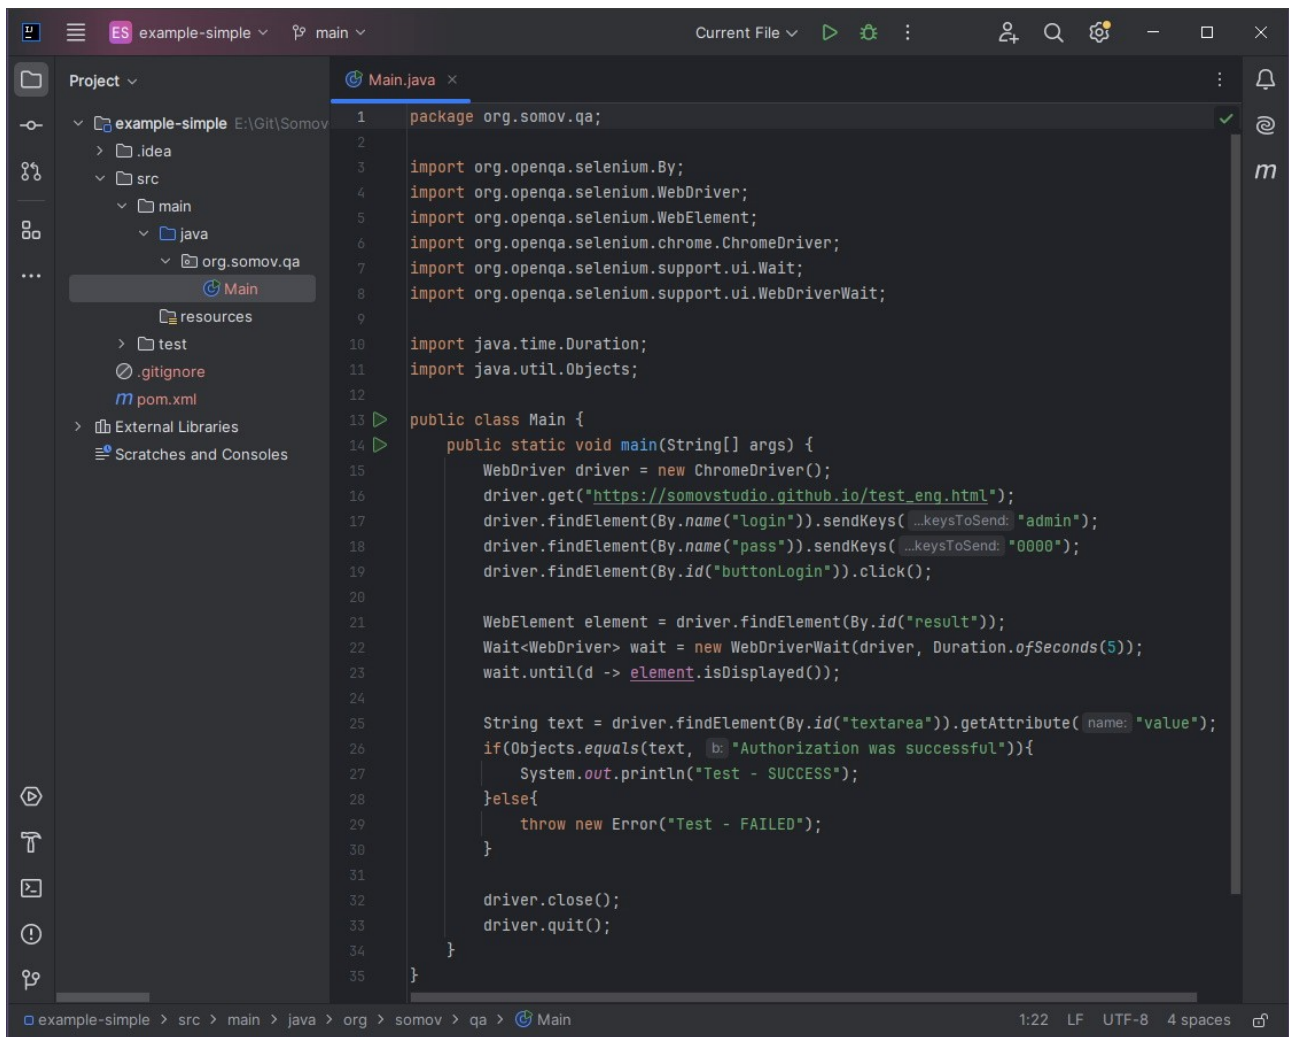 ES example-simple main Current File
Project
Main.java
example-simple E:\Git\Somov
.idea
src
main
java
org.somov.qa
Main
resources
test
.gitignore
m pom.xml
External Libraries
Scratches and Consoles
m
1 package org.somov.qa;
2
3 import org.openqa.selenium.By;
4 import org.openqa.selenium.WebDriver;
5 import org.openqa.selenium.WebElement;
6 import org.openqa.selenium.chrome.ChromeDriver;
7 import org.openqa.selenium.support.ui.Wait;
8 import org.openqa.selenium.support.ui.WebDriverWait;
9
10 import java.time.Duration;
11 import java.util.Objects;
12
13 public class Main {
14 public static void main(String[] args) {
15 WebDriver driver = new ChromeDriver();
16 driver.get("https://somovstudio.github.io/test_eng.html");
17 driver.findElement(By.name("login")).sendKeys( ...keysToSend: "admin");
18 driver.findElement(By.name("pass")).sendKeys( ...keysToSend: "0000");
19 driver.findElement(By.id("buttonLogin")).click();
20
21 WebElement element = driver.findElement(By.id("result"));
22 Wait<WebDriver> wait = new WebDriverWait(driver, Duration.ofSeconds(5));
23 wait.until(d -> element.isDisplayed());
24
25 String text = driver.findElement(By.id("textarea")).getAttribute( name: "value");
26 if(Objects.equals(text, b: "Authorization was successful")){
27 System.out.println("Test - SUCCESS");
28 }else{
29 throw new Error("Test - FAILED");
30 }
31
32 driver.close();
33 driver.quit();
34 }
35 }
example-simple > src > main > java > org > somov > qa > Main 1:22 LF UTF-8 4 spaces